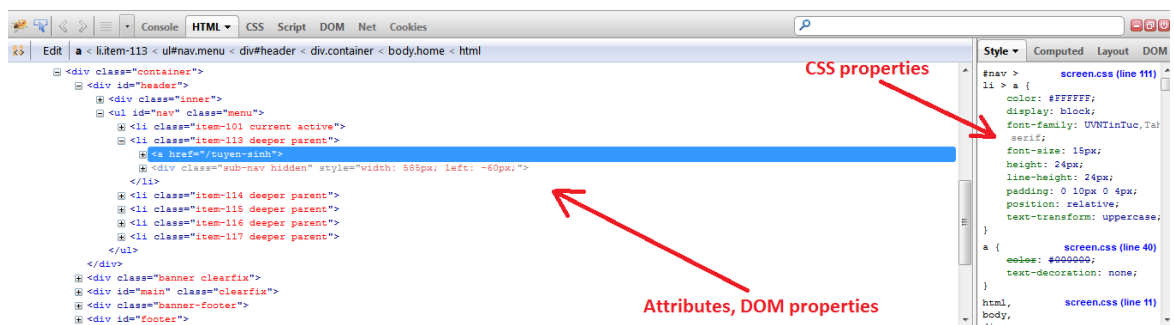 Console HTML CSS Script DOM Net Cookies
Edit a < li.item-113 < ul#nav.menu < div#header < div.container < body.home < html
Style Computed Layout DOM
<div class="container">
<div id="header">
<div class="inner">
<ul id="nav" class="menu">
<li class="item-101 current active">
<li class="item-113 deeper parent">
<a href="/tuyen-sinh">
<div class="sub-nav hidden" style="width: 585px; left: -60px;">
</li>
<li class="item-114 deeper parent">
<li class="item-115 deeper parent">
<li class="item-116 deeper parent">
<li class="item-117 deeper parent">
</ul>
</div>
<div class="banner clearfix">
<div id="main" class="clearfix">
<div class="banner-footer">
<div id="footer">
CSS properties
Attributes, DOM properties
#nav > screen.css (line 111)
li > a {
color: #FFFFFF;
display: block;
font-family: UVNTinTuc,Tah
serif;
font-size: 15px;
height: 24px;
line-height: 24px;
padding: 0 10px 0 4px;
position: relative;
text-transform: uppercase;
}
a { screen.css (line 40)
color: #000000;
text-decoration: none;
}
html, screen.css (line 11)
body,